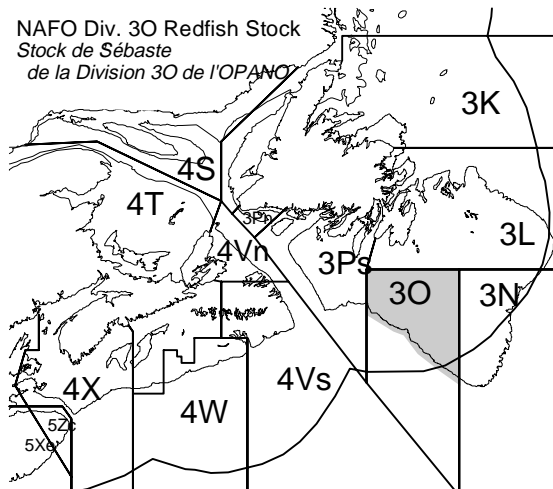 NAFO Div. 3O Redfish Stock
Stock de Sébaste
de la Division 3O de l'OPANO
3K
4S
4T
3Pn
3L
4Vn
3Ps
3O
3N
4X
4W
4Vs
5Zc
5Xe